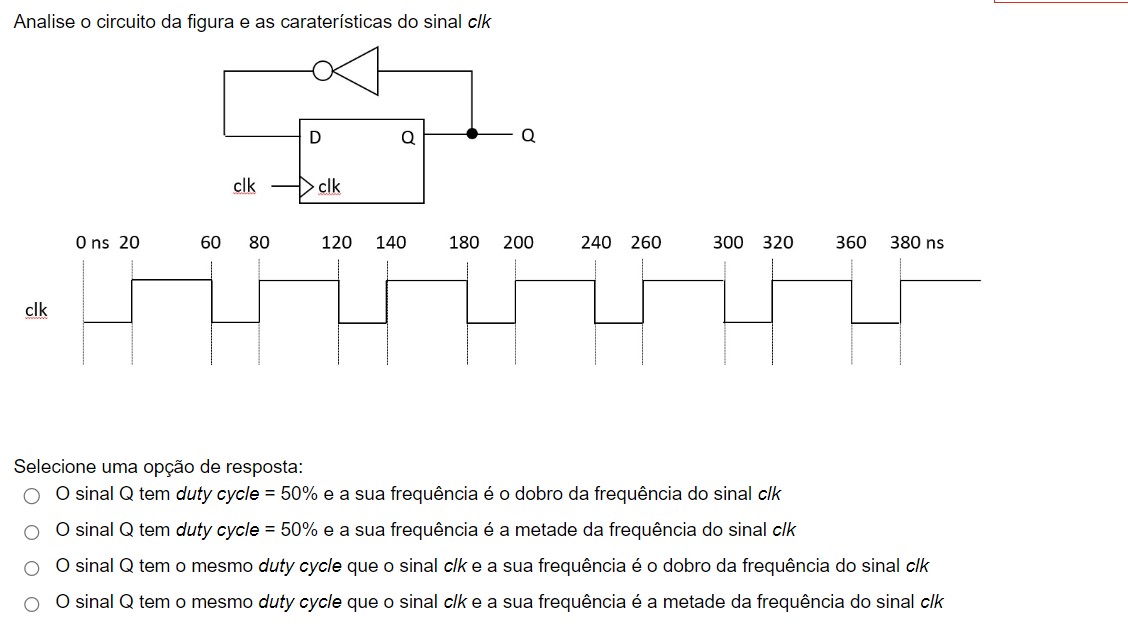 Analise o circuito da figura e as caraterísticas do sinal clk
D Q Q
clk clk
0 ns 20 60 80 120 140 180 200 240 260 300 320 360 380 ns
clk
Selecione uma opção de resposta:
O sinal Q tem duty cycle = 50% e a sua frequência é o dobro da frequência do sinal clk
O sinal Q tem duty cycle = 50% e a sua frequência é a metade da frequência do sinal clk
O sinal Q tem o mesmo duty cycle que o sinal clk e a sua frequência é o dobro da frequência do sinal clk
O sinal Q tem o mesmo duty cycle que o sinal clk e a sua frequência é a metade da frequência do sinal clk